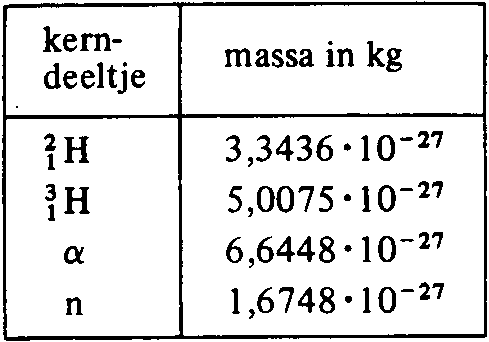 kern-
deeltje massa in kg
²₁H 3,3436 · 10⁻²⁷
³₁H 5,0075 · 10⁻²⁷
α 6,6448 · 10⁻²⁷
n 1,6748 · 10⁻²⁷